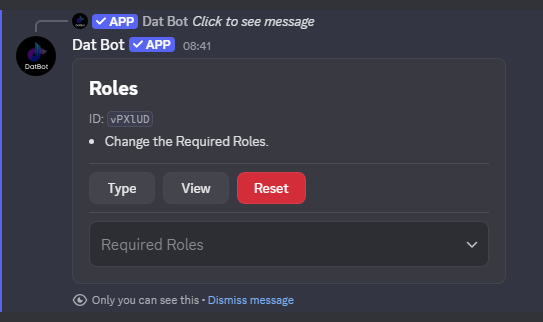 ✓ APP Dat Bot Click to see message
DatBot
Dat Bot ✓ APP 08:41
Roles
ID: vPXlUD
• Change the Required Roles.
Type View Reset
Required Roles
Only you can see this • Dismiss message